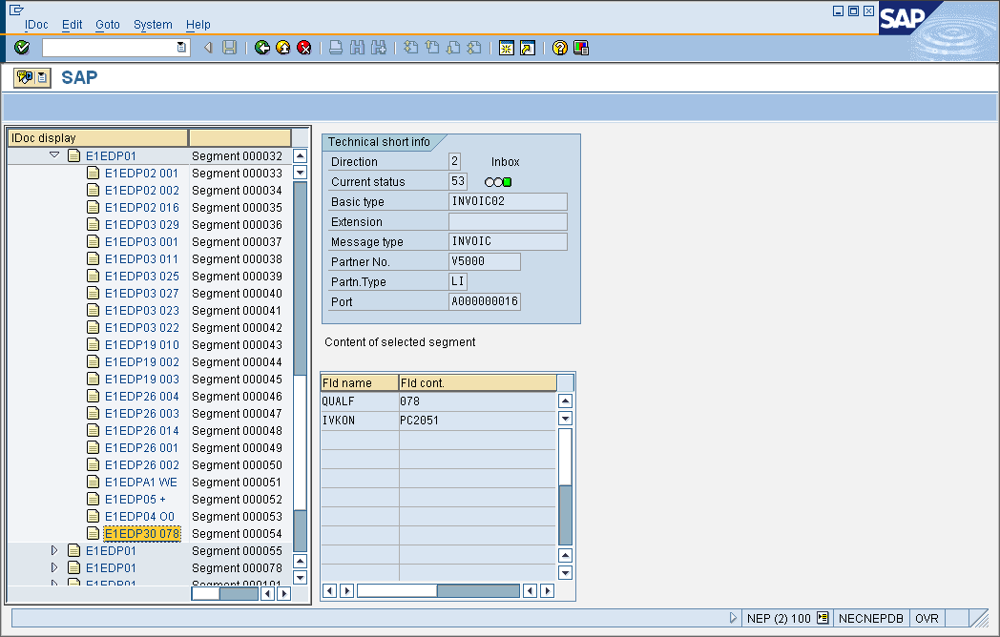 IDoc Edit Goto System Help
SAP
SAP
IDoc display
E1EDP01 Segment 000032
E1EDP02 001 Segment 000033
E1EDP02 002 Segment 000034
E1EDP02 016 Segment 000035
E1EDP03 029 Segment 000036
E1EDP03 001 Segment 000037
E1EDP03 011 Segment 000038
E1EDP03 025 Segment 000039
E1EDP03 027 Segment 000040
E1EDP03 023 Segment 000041
E1EDP03 022 Segment 000042
E1EDP19 010 Segment 000043
E1EDP19 002 Segment 000044
E1EDP19 003 Segment 000045
E1EDP26 004 Segment 000046
E1EDP26 003 Segment 000047
E1EDP26 014 Segment 000048
E1EDP26 001 Segment 000049
E1EDP26 002 Segment 000050
E1EDPA1 WE Segment 000051
E1EDP05 + Segment 000052
E1EDP04 O0 Segment 000053
E1EDP30 078 Segment 000054
E1EDP01 Segment 000055
E1EDP01 Segment 000078
E1EDP01 Segment 000101
Technical short info
Direction 2 Inbox
Current status 53
Basic type INVOIC02
Extension
Message type INVOIC
Partner No. V5000
Partn.Type LI
Port A000000016
Content of selected segment
Fld name Fld cont.
QUALF 078
IVKON PC2051
NEP (2) 100 NECNEPDB OVR